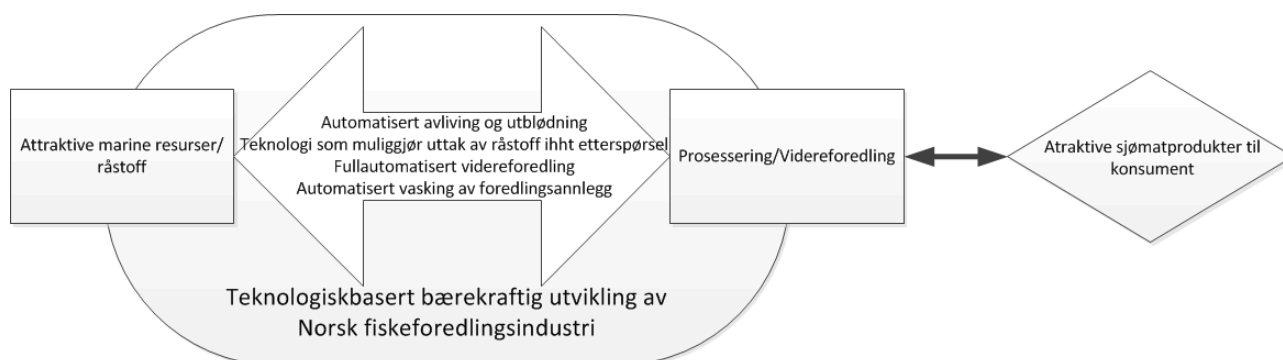 Attraktive marine resurser/
råstoff
Automatisert avliving og utblødning
Teknologi som muliggjør uttak av råstoff ihht etterspørsel
Fullautomatisert videreforedling
Automatisert vasking av foredlingsannlegg
Prosessering/Videreforedling
Atraktive sjømatprodukter til
konsument
Teknologiskbasert bærekraftig utvikling av
Norsk fiskeforedlingsindustri